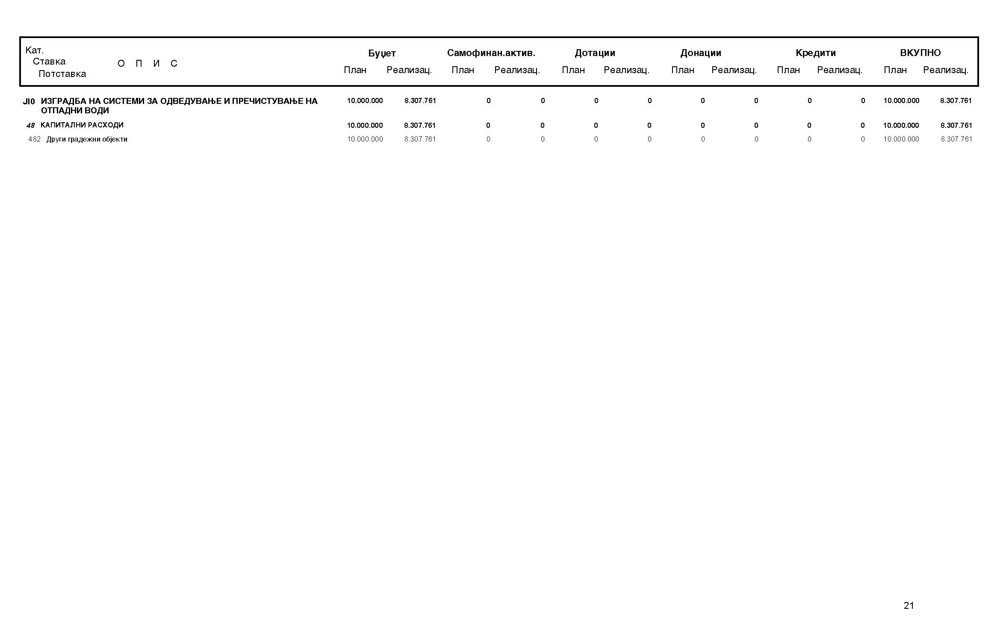 Кат.
Ставка
Потставка
О П И С
Буџет Самофинан.актив. Дотации Донации Кредити ВКУПНО
План Реализац. План Реализац. План Реализац. План Реализац. План Реализац. План Реализац.
JI0 ИЗГРАДБА НА СИСТЕМИ ЗА ОДВЕДУВАЊЕ И ПРЕЧИСТУВАЊЕ НА 10.000.000 8.307.761 0 0 0 0 0 0 0 0 10.000.000 8.307.761
ОТПАДНИ ВОДИ
48 КАПИТАЛНИ РАСХОДИ 10.000.000 8.307.761 0 0 0 0 0 0 0 0 10.000.000 8.307.761
482 Други градежни објекти 10.000.000 8.307.761 0 0 0 0 0 0 0 0 10.000.000 8.307.761
21